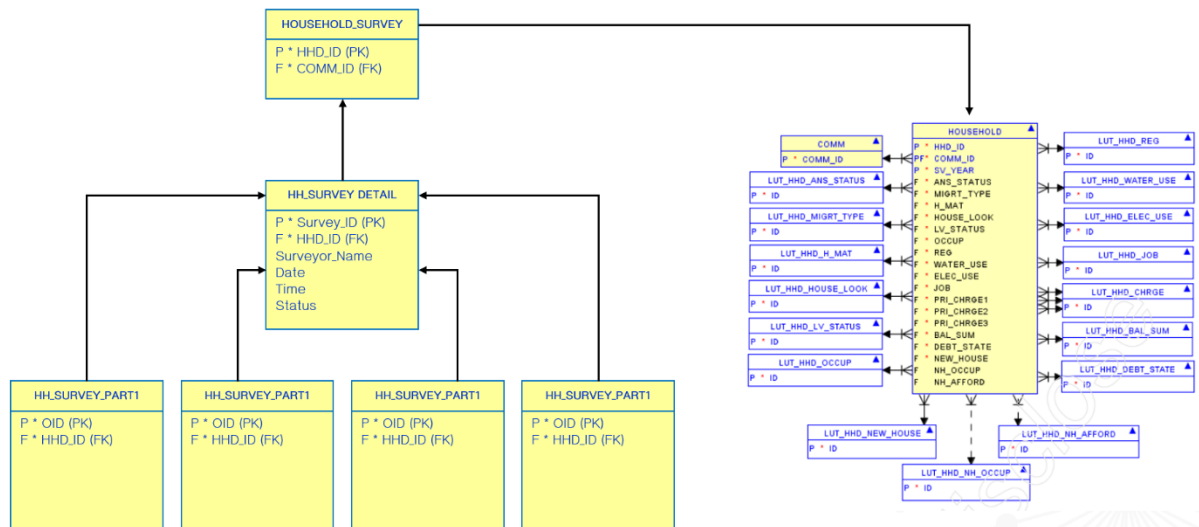 HOUSEHOLD_SURVEY
P * HHD_ID (PK)
F * COMM_ID (FK)
HH_SURVEY DETAIL
P * Survey_ID (PK)
F * HHD_ID (FK)
Surveyor_Name
Date
Time
Status
HH_SURVEY_PART1
P * OID (PK)
F * HHD_ID (FK)
HH_SURVEY_PART1
P * OID (PK)
F * HHD_ID (FK)
HH_SURVEY_PART1
P * OID (PK)
F * HHD_ID (FK)
HH_SURVEY_PART1
P * OID (PK)
F * HHD_ID (FK)
COMM
P * COMM_ID
LUT_HHD_ANS_STATUS
P * ID
LUT_HHD_MIGRT_TYPE
P * ID
LUT_HHD_H_MAT
P * ID
LUT_HHD_HOUSE_LOOK
P * ID
LUT_HHD_LV_STATUS
P * ID
LUT_HHD_OCCUP
P * ID
HOUSEHOLD
P * HHD_ID
PF* COMM_ID
P * SV_YEAR
F * ANS_STATUS
F * MIGRT_TYPE
F * H_MAT
F * HOUSE_LOOK
F * LV_STATUS
F * OCCUP
F * REG
F * WATER_USE
F * ELEC_USE
F * JOB
F * PRI_CHRGE1
F * PRI_CHRGE2
F * PRI_CHRGE3
F * BAL_SUM
F * DEBT_STATE
F * NEW_HOUSE
F NH_OCCUP
F NH_AFFORD
LUT_HHD_REG
P * ID
LUT_HHD_WATER_USE
P * ID
LUT_HHD_ELEC_USE
P * ID
LUT_HHD_JOB
P * ID
LUT_HHD_CHRGE
P * ID
LUT_HHD_BAL_SUM
P * ID
LUT_HHD_DEBT_STATE
P * ID
LUT_HHD_NEW_HOUSE
P * ID
LUT_HHD_NH_OCCUP
P * ID
LUT_HHD_NH_AFFORD
P * ID